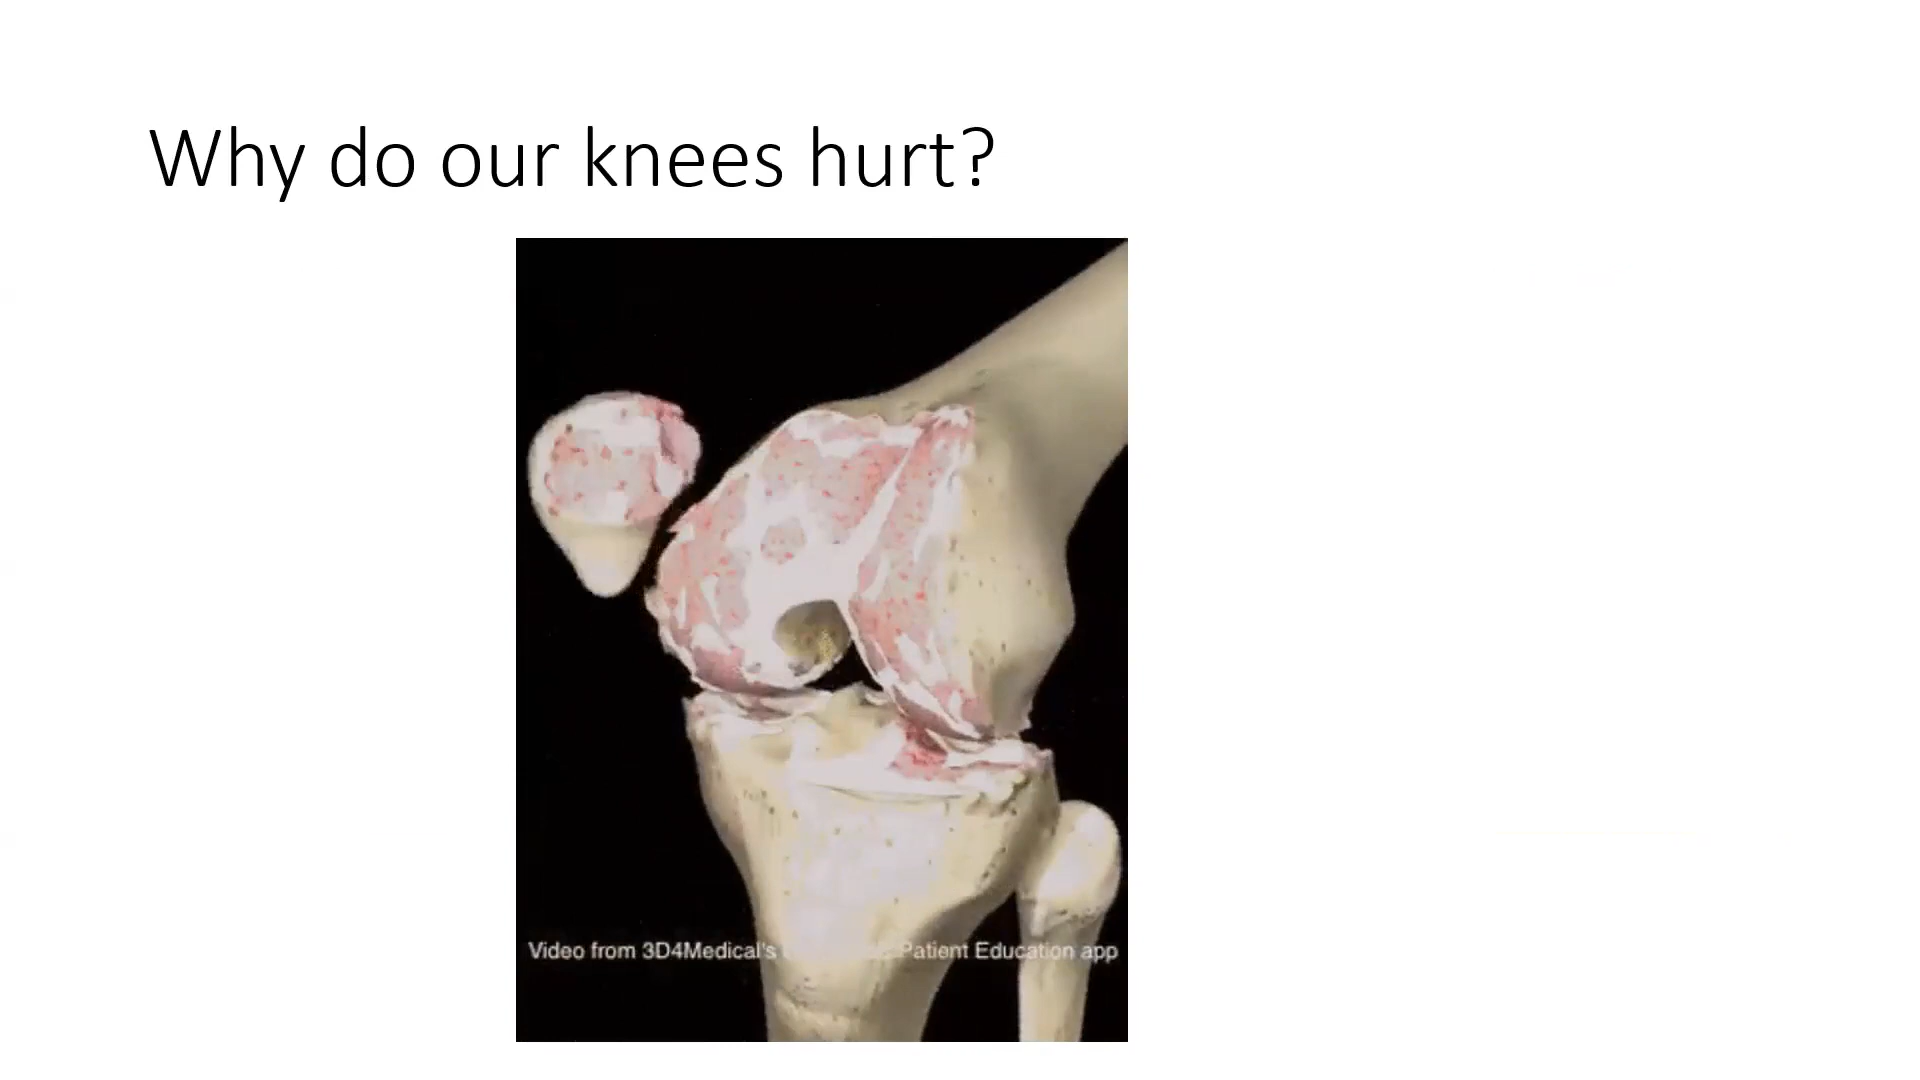 Why do our knees hurt?
Video from 3D4Medical's Patient Education app